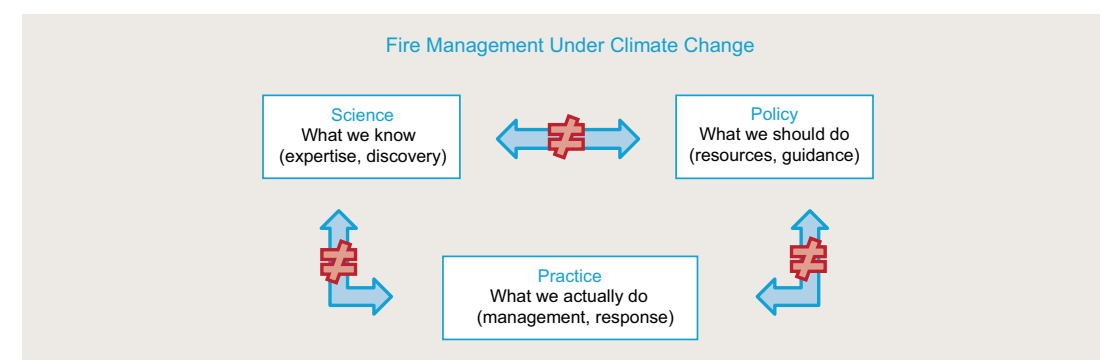 Fire Management Under Climate Change
Science
What we know
(expertise, discovery)
≠
Policy
What we should do
(resources, guidance)
≠
≠
Practice
What we actually do
(management, response)